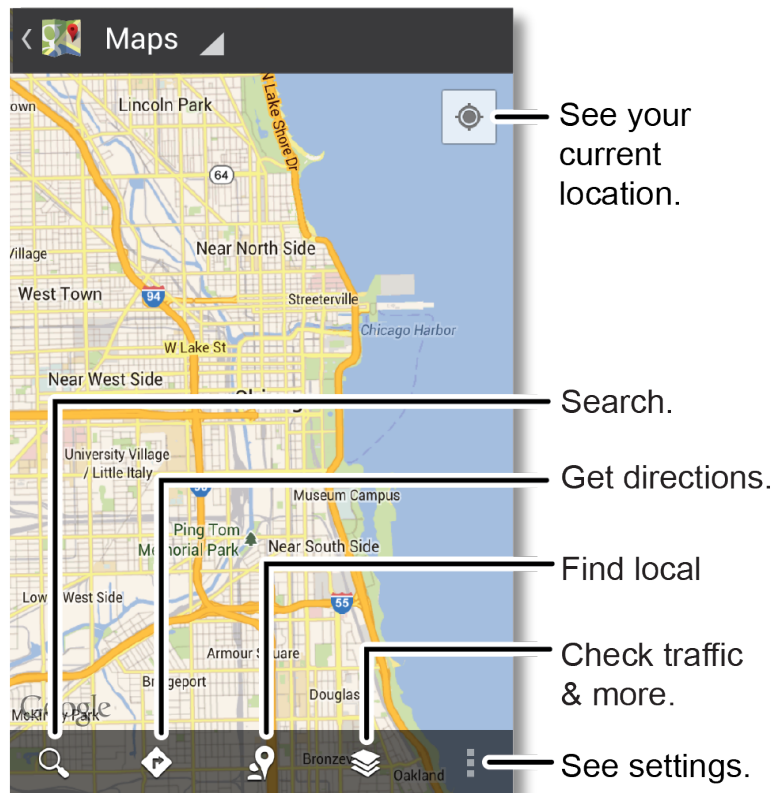 Maps
Lincoln Park
own
N Lake Shore Dr
See your
current
location.
64
Near North Side
Village
West Town
94
Streeterville
Chicago Harbor
W Lake St
Near West Side
Search.
University Village
/ Little Italy
Get directions.
Museum Campus
Ping Tom
Memorial Park
Near South Side
Find local
Low West Side
55
Armour Square
Check traffic
& more.
Bridgeport
Douglas
Google
McKinley Park
Bronzev
Oakland
See settings.